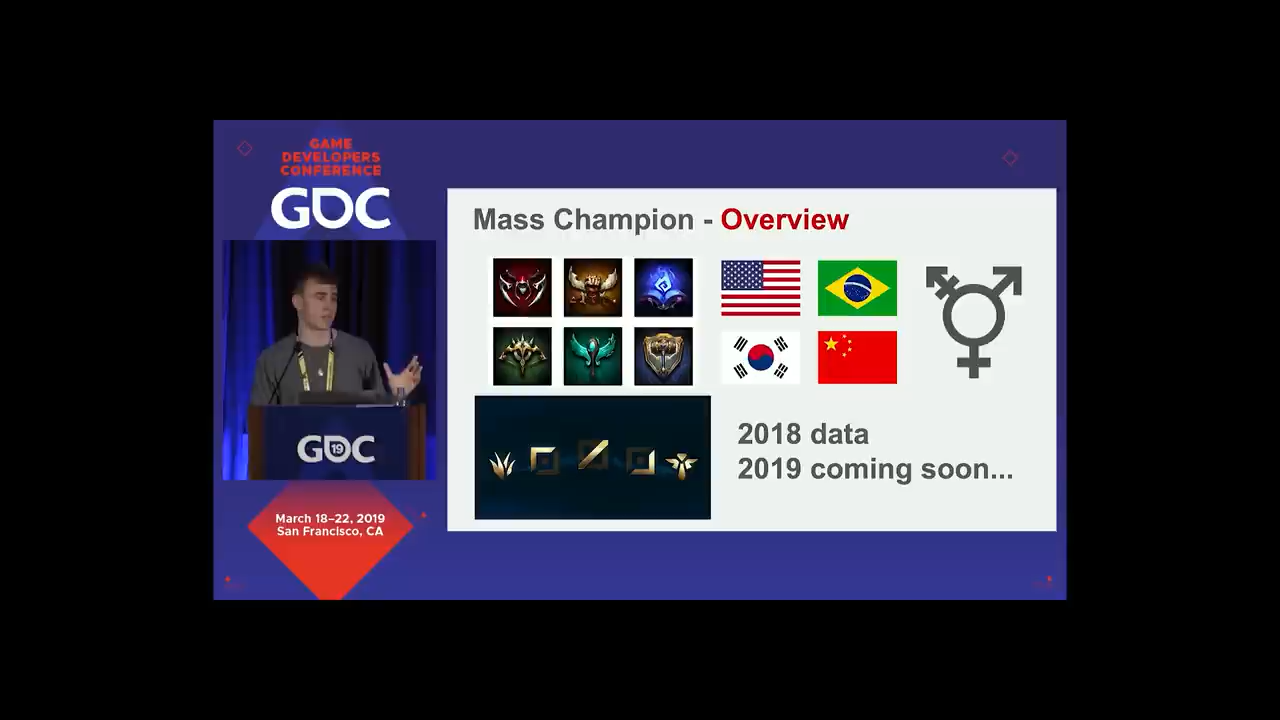 GAME
DEVELOPERS
CONFERENCE
GDC
Mass Champion - Overview
2018 data
2019 coming soon...
GDC
19
March 18–22, 2019
San Francisco, CA